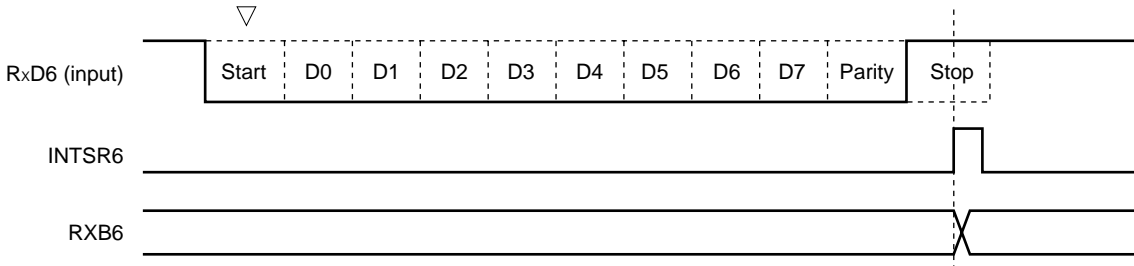 RxD6 (input) Start D0 D1 D2 D3 D4 D5 D6 D7 Parity Stop
INTSR6
RXB6